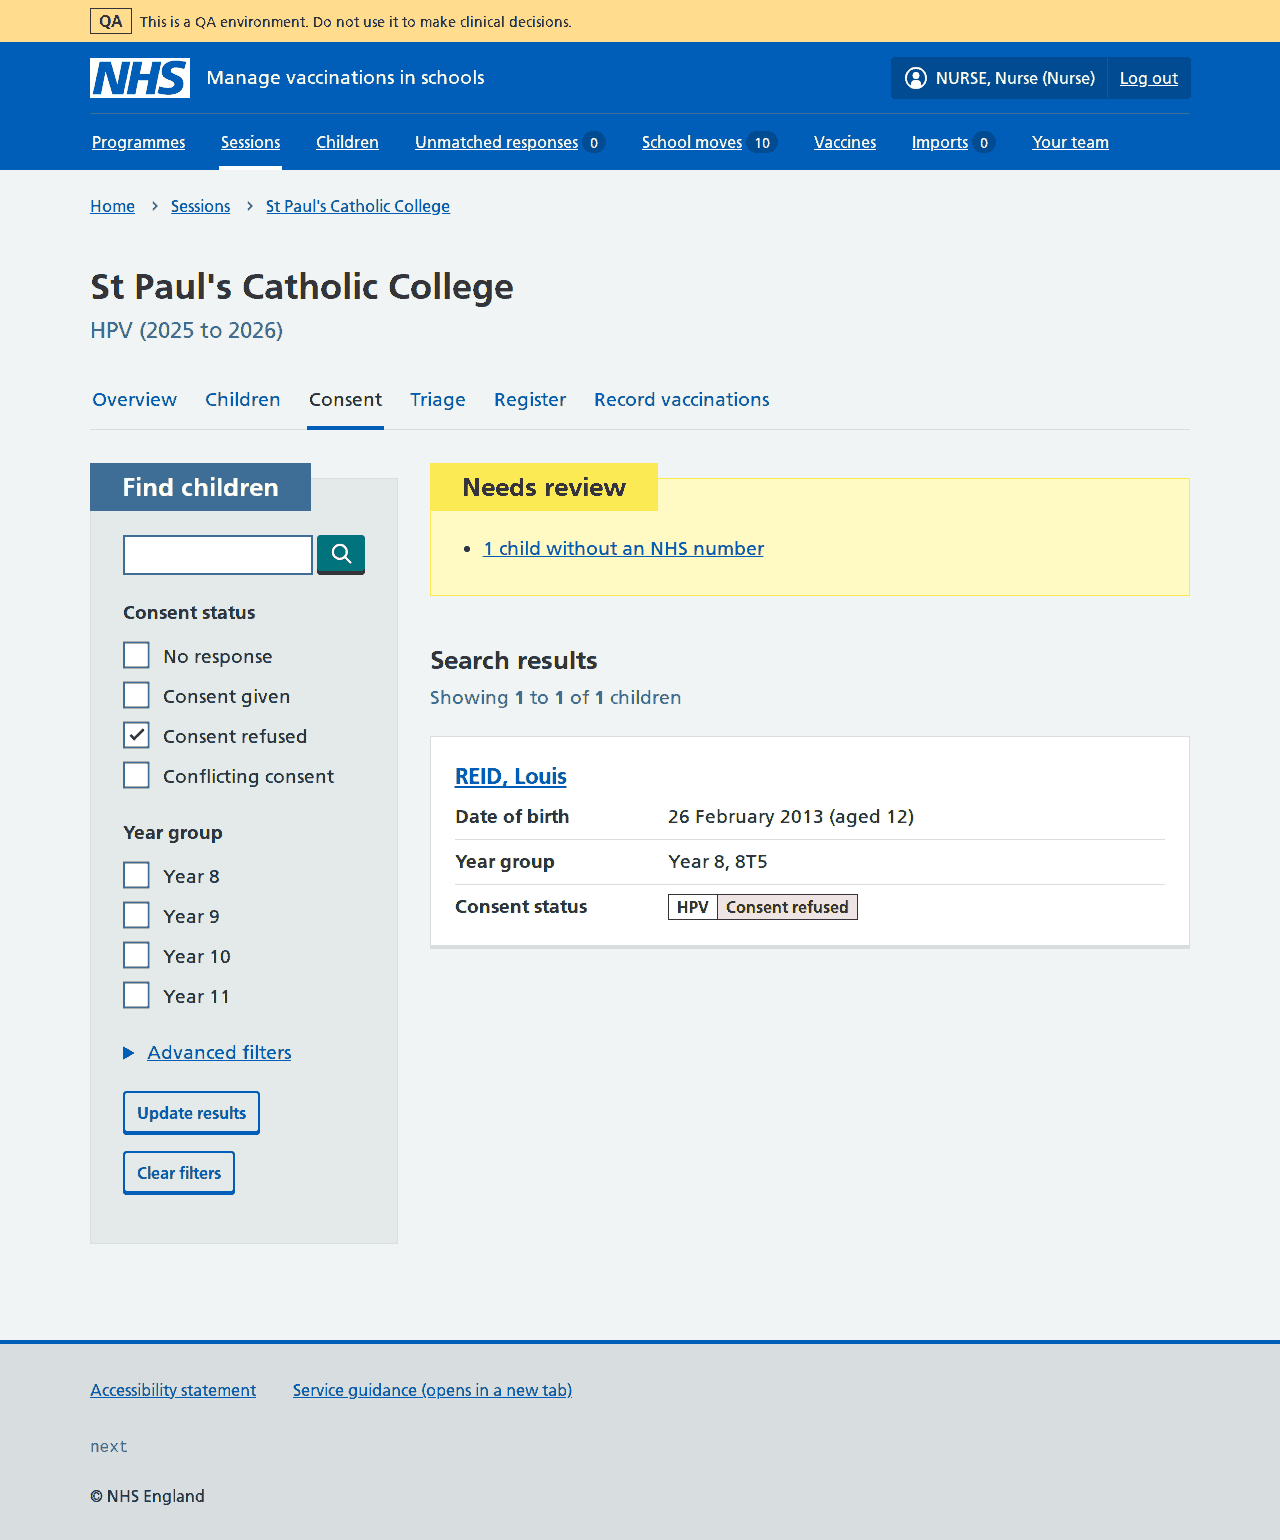 QA This is a QA environment. Do not use it to make clinical decisions.
NHS Manage vaccinations in schools NURSE, Nurse (Nurse) Log out
Programmes Sessions Children Unmatched responses 0 School moves 10 Vaccines Imports 0 Your team
Home Sessions St Paul's Catholic College
St Paul's Catholic College
HPV (2025 to 2026)
Overview Children Consent Triage Register Record vaccinations
Find children
Consent status
No response
Consent given
Consent refused
Conflicting consent
Year group
Year 8
Year 9
Year 10
Year 11
Advanced filters
Update results
Clear filters
Needs review
1 child without an NHS number
Search results
Showing 1 to 1 of 1 children
REID, Louis
Date of birth 26 February 2013 (aged 12)
Year group Year 8, 8T5
Consent status HPV Consent refused
Accessibility statement Service guidance (opens in a new tab)
next
© NHS England